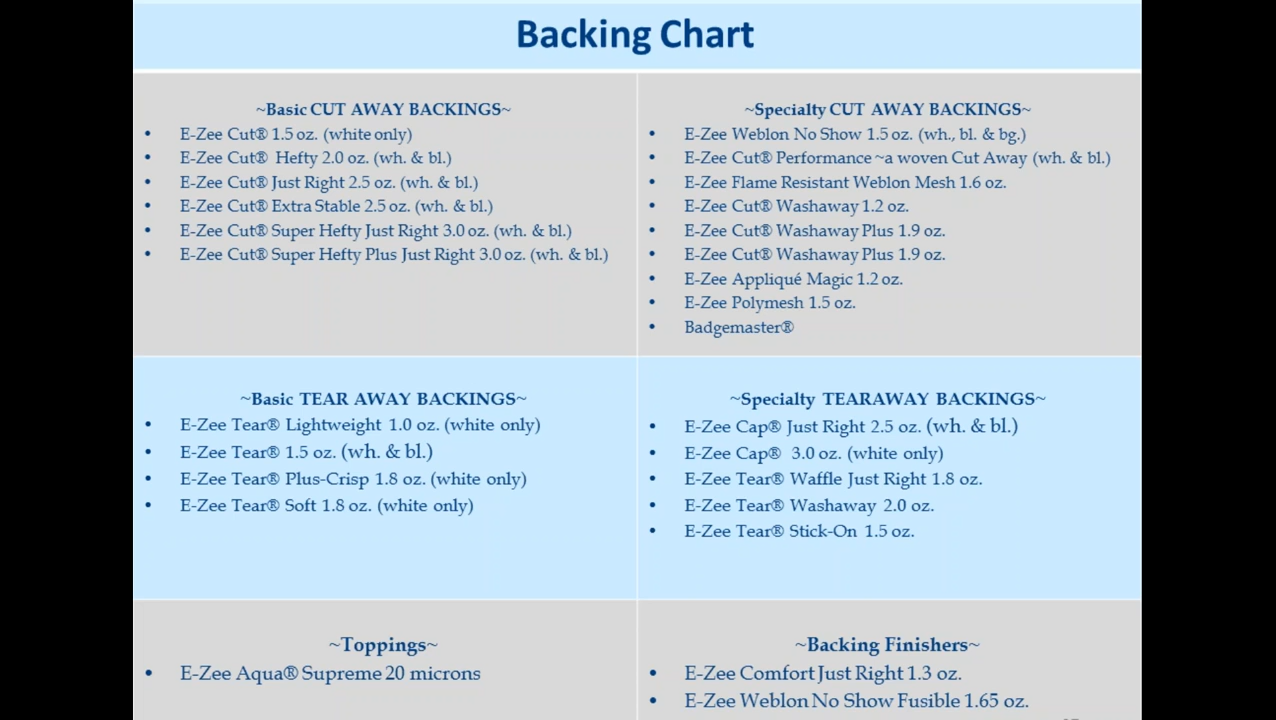 Backing Chart
~Basic CUT AWAY BACKINGS~
• E-Zee Cut® 1.5 oz. (white only)
• E-Zee Cut® Hefty 2.0 oz. (wh. & bl.)
• E-Zee Cut® Just Right 2.5 oz. (wh. & bl.)
• E-Zee Cut® Extra Stable 2.5 oz. (wh. & bl.)
• E-Zee Cut® Super Hefty Just Right 3.0 oz. (wh. & bl.)
• E-Zee Cut® Super Hefty Plus Just Right 3.0 oz. (wh. & bl.)
~Specialty CUT AWAY BACKINGS~
• E-Zee Weblon No Show 1.5 oz. (wh., bl. & bg.)
• E-Zee Cut® Performance ~a woven Cut Away (wh. & bl.)
• E-Zee Flame Resistant Weblon Mesh 1.6 oz.
• E-Zee Cut® Washaway 1.2 oz.
• E-Zee Cut® Washaway Plus 1.9 oz.
• E-Zee Cut® Washaway Plus 1.9 oz.
• E-Zee Appliqué Magic 1.2 oz.
• E-Zee Polymesh 1.5 oz.
• Badgemaster®
~Basic TEAR AWAY BACKINGS~
• E-Zee Tear® Lightweight 1.0 oz. (white only)
• E-Zee Tear® 1.5 oz. (wh. & bl.)
• E-Zee Tear® Plus-Crisp 1.8 oz. (white only)
• E-Zee Tear® Soft 1.8 oz. (white only)
~Specialty TEARAWAY BACKINGS~
• E-Zee Cap® Just Right 2.5 oz. (wh. & bl.)
• E-Zee Cap® 3.0 oz. (white only)
• E-Zee Tear® Waffle Just Right 1.8 oz.
• E-Zee Tear® Washaway 2.0 oz.
• E-Zee Tear® Stick-On 1.5 oz.
~Toppings~
• E-Zee Aqua® Supreme 20 microns
~Backing Finishers~
• E-Zee Comfort Just Right 1.3 oz.
• E-Zee Weblon No Show Fusible 1.65 oz.